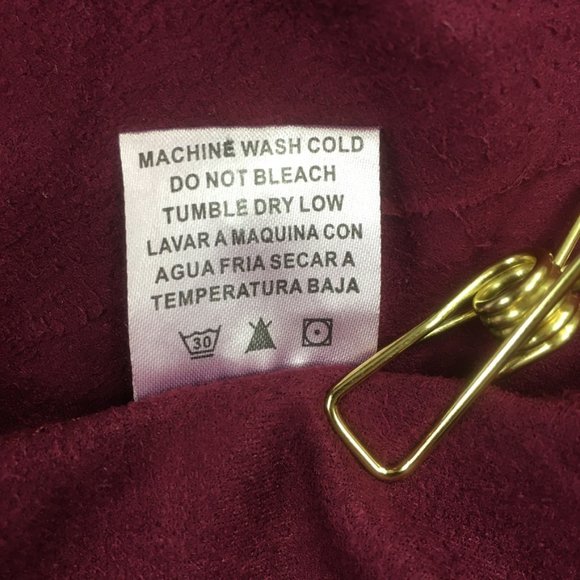 MACHINE WASH COLD
DO NOT BLEACH
TUMBLE DRY LOW
LAVAR A MAQUINA CON
AGUA FRIA SECAR A
TEMPERATURA BAJA
30